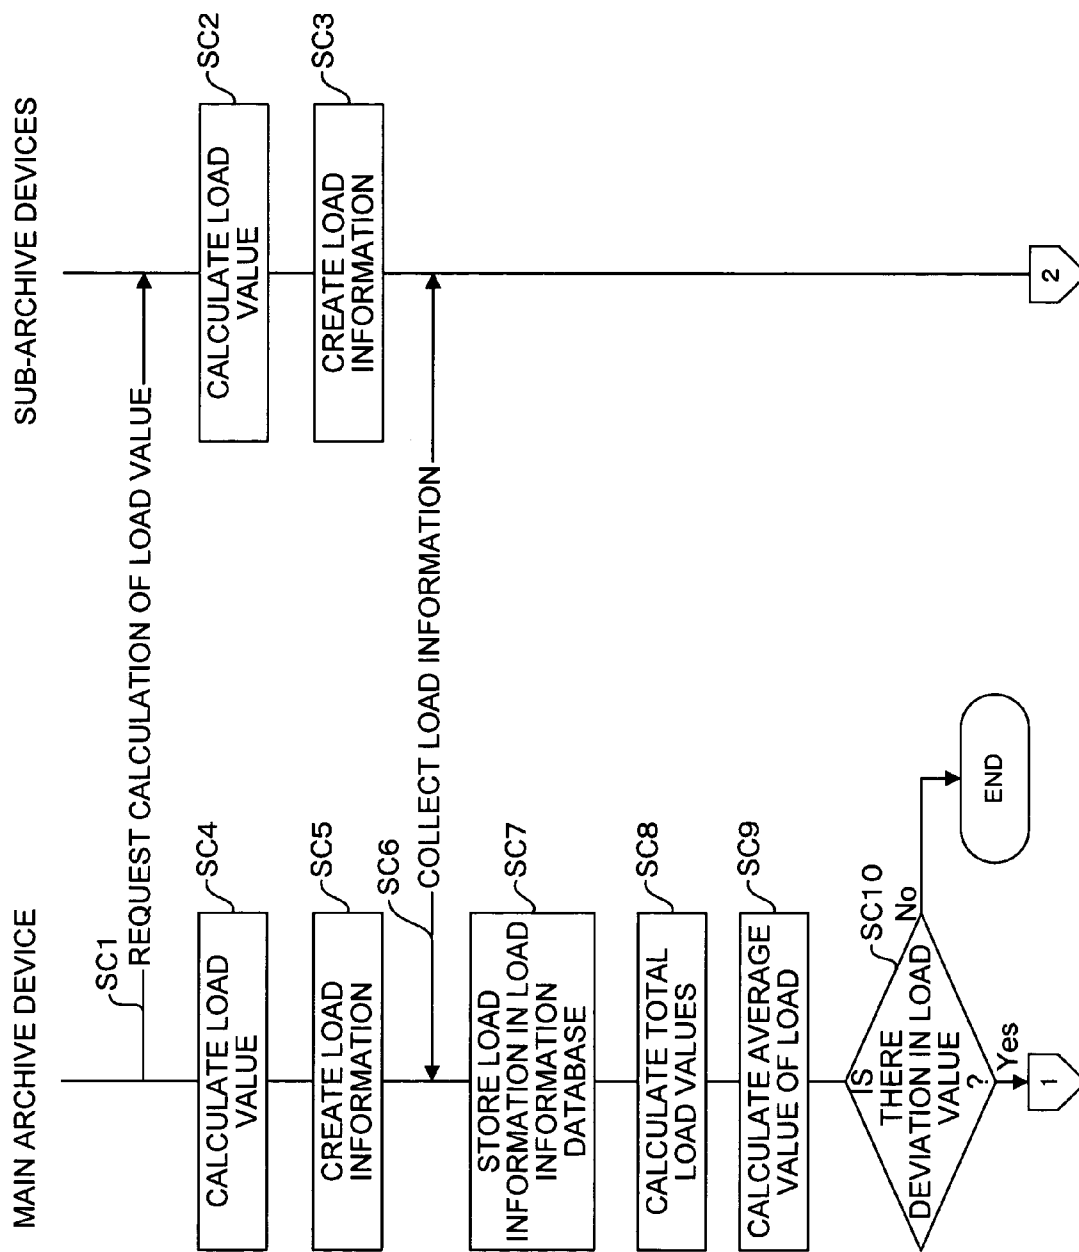 MAIN ARCHIVE DEVICE
SUB-ARCHIVE DEVICES
SC1
REQUEST CALCULATION OF LOAD VALUE
SC4
CALCULATE LOAD
VALUE
SC2
CALCULATE LOAD
VALUE
SC5
CREATE LOAD
INFORMATION
SC3
CREATE LOAD
INFORMATION
SC6
COLLECT LOAD INFORMATION
SC7
STORE LOAD
INFORMATION IN LOAD
INFORMATION
DATABASE
SC8
CALCULATE TOTAL
LOAD VALUES
SC9
CALCULATE AVERAGE
VALUE OF LOAD
SC10
IS
THERE
DEVIATION IN LOAD
VALUE
?
No
END
Yes
1
2